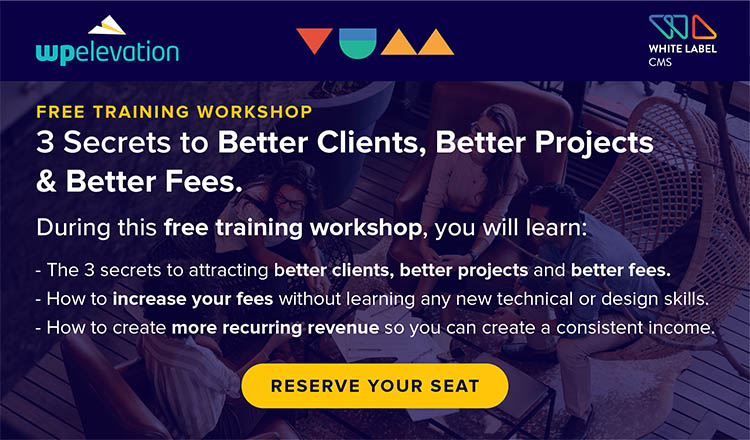 wpelevation
WHITE LABEL
CMS
FREE TRAINING WORKSHOP
3 Secrets to Better Clients, Better Projects
& Better Fees.
During this free training workshop, you will learn:
- The 3 secrets to attracting better clients, better projects and better fees.
- How to increase your fees without learning any new technical or design skills.
- How to create more recurring revenue so you can create a consistent income.
RESERVE YOUR SEAT